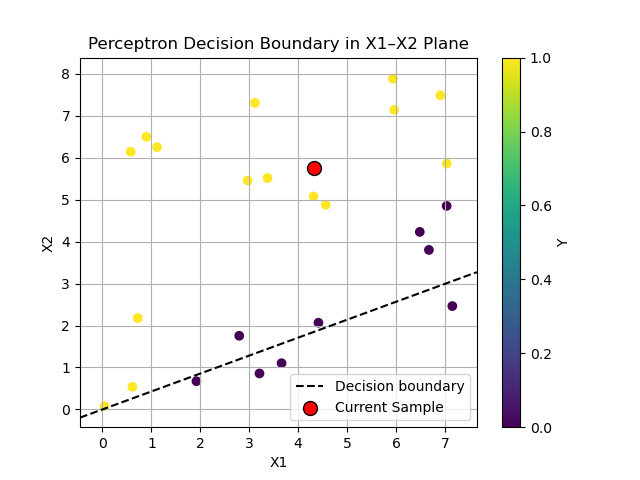 Perceptron Decision Boundary in X1–X2 Plane
8
7
6
5
4
3
2
1
0
X2
0 1 2 3 4 5 6 7
X1
Decision boundary
Current Sample
1.0
0.8
0.6
0.4
0.2
0.0
Y